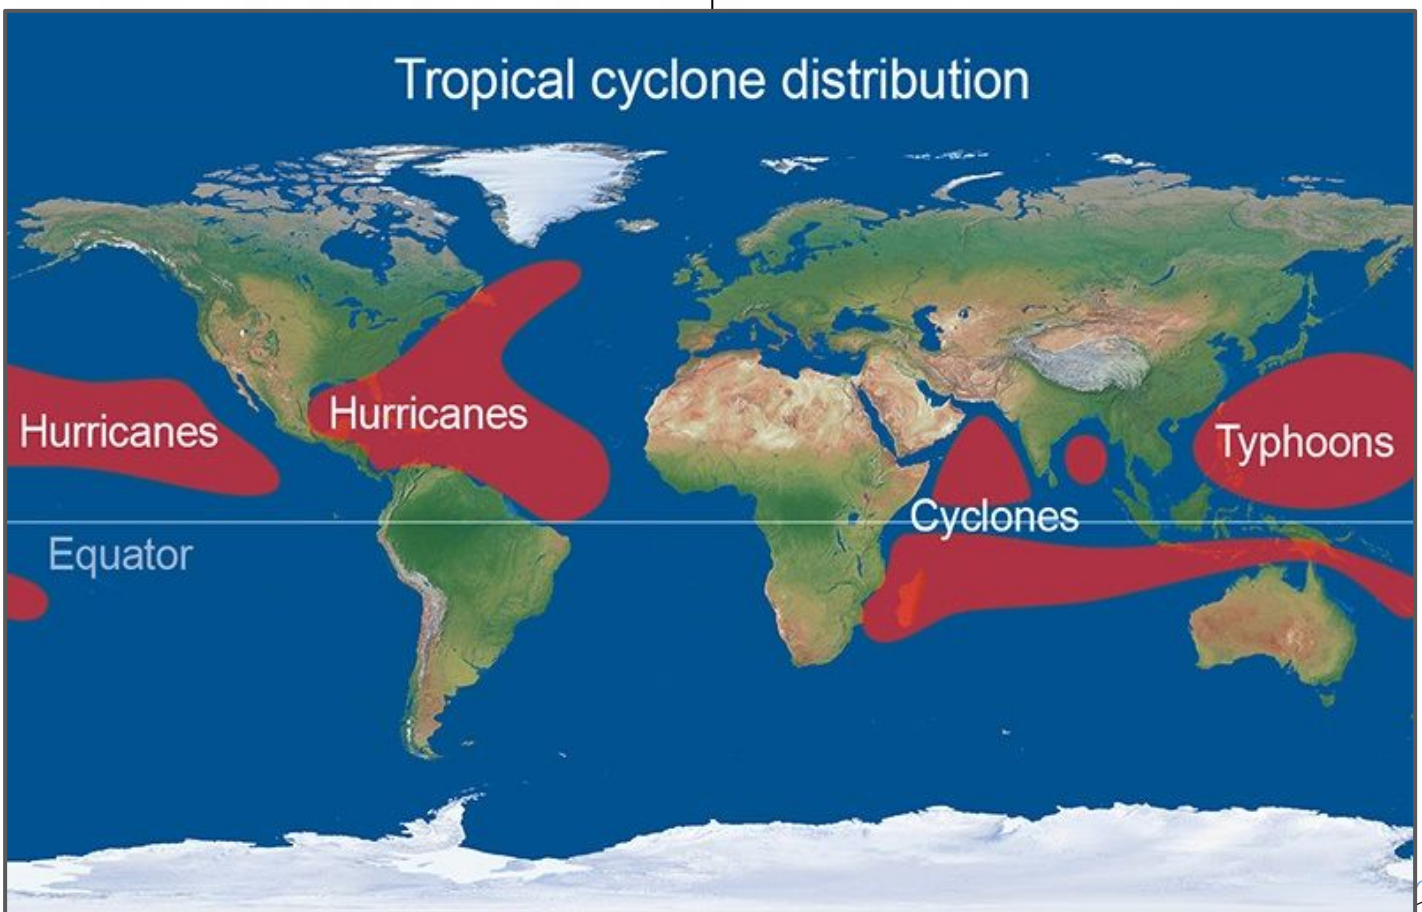 Tropical cyclone distribution
Hurricanes
Hurricanes
Typhoons
Cyclones
Equator